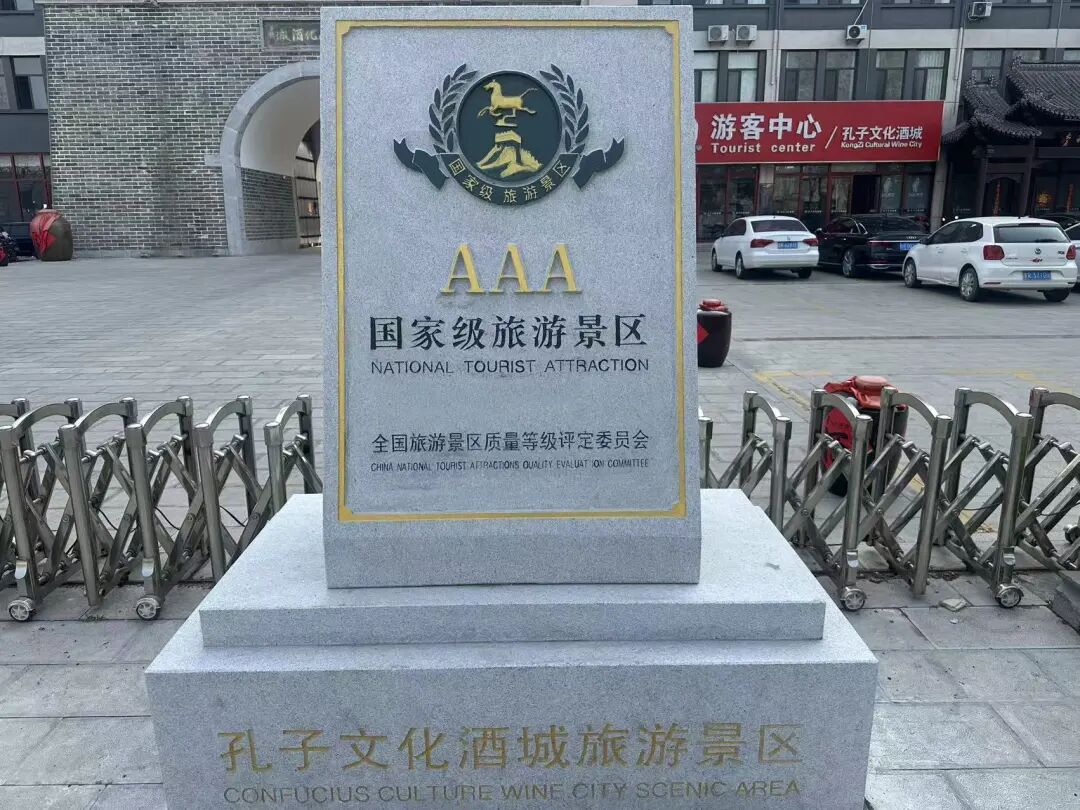 化酒城
国家级旅游景区
AAA
国家级旅游景区
NATIONAL TOURIST ATTRACTION
全国旅游景区质量等级评定委员会
CHINA NATIONAL TOURIST ATTRACTIONS QUALITY EVALUATION COMMITTEE
孔子文化酒城旅游景区
CONFUCIUS CULTURE WINE CITY SCENIC AREA
游客中心 / 孔子文化酒城
Tourist center KongZi Cultural Wine City